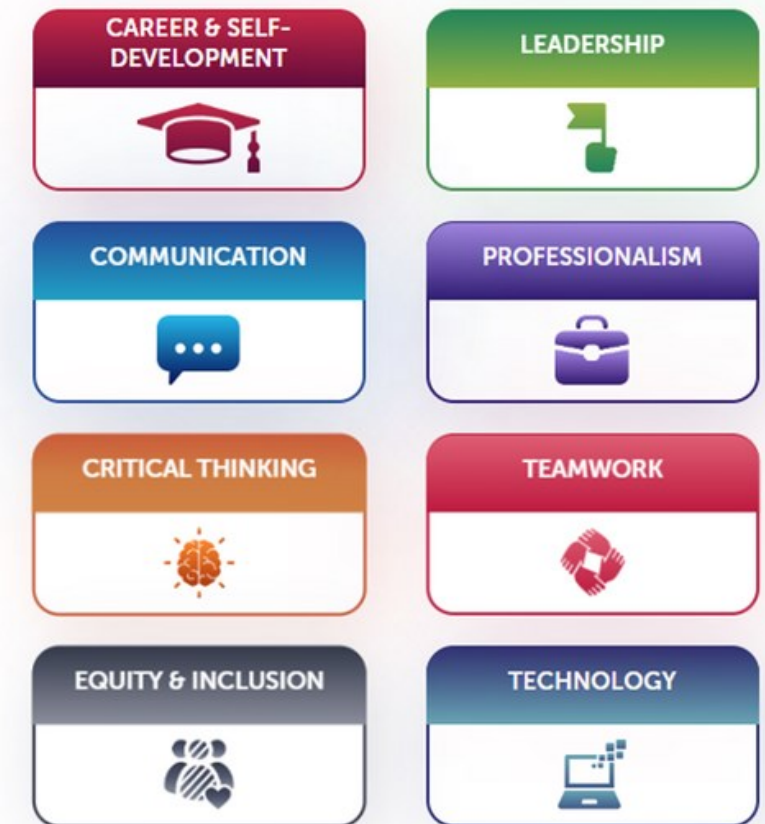 CAREER & SELF-
DEVELOPMENT
LEADERSHIP
COMMUNICATION
PROFESSIONALISM
CRITICAL THINKING
TEAMWORK
EQUITY & INCLUSION
TECHNOLOGY